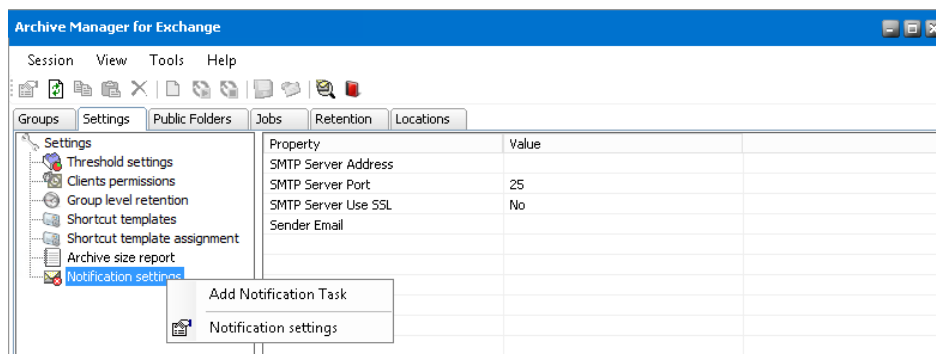 Archive Manager for Exchange
Session View Tools Help
Groups Settings Public Folders Jobs Retention Locations
Settings
Threshold settings
Clients permissions
Group level retention
Shortcut templates
Shortcut template assignment
Archive size report
Notification settings
Property Value
SMTP Server Address
SMTP Server Port 25
SMTP Server Use SSL No
Sender Email
Add Notification Task
Notification settings